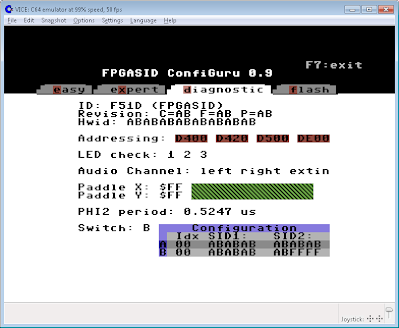 VICE: C64 emulator at 99% speed, 50 fps
File Edit Snapshot Options Settings Help
F7:exit
FPGASID ConfiGuru 0.9
easy expert diagnostic flash
ID: F51D (FPGASID)
Revision: C=AB F=AB P=AB
Hwid: ABABABABABABABAB
Addressing: D400 D420 D500 DE00
LED check: 1 2 3
Audio Channel: left right extin
Paddle X: $FF
Paddle Y: $FF
PHI2 period: 0.5247 us
Switch: B
Configuration
Idx SID1: SID2:
A 00 ABABAB ABABAB
B 00 ABABAB ABFFFF
Joystick: